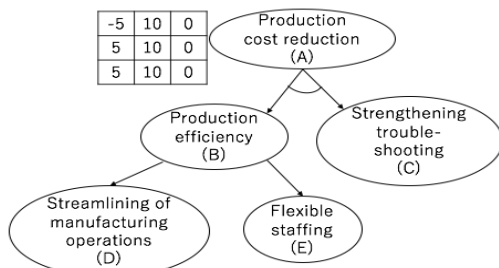 -5 10 0
5 10 0
5 10 0
Production
cost reduction
(A)
Production
efficiency
(B)
Strengthening
trouble-
shooting
(C)
Streamlining of
manufacturing
operations
(D)
Flexible
staffing
(E)